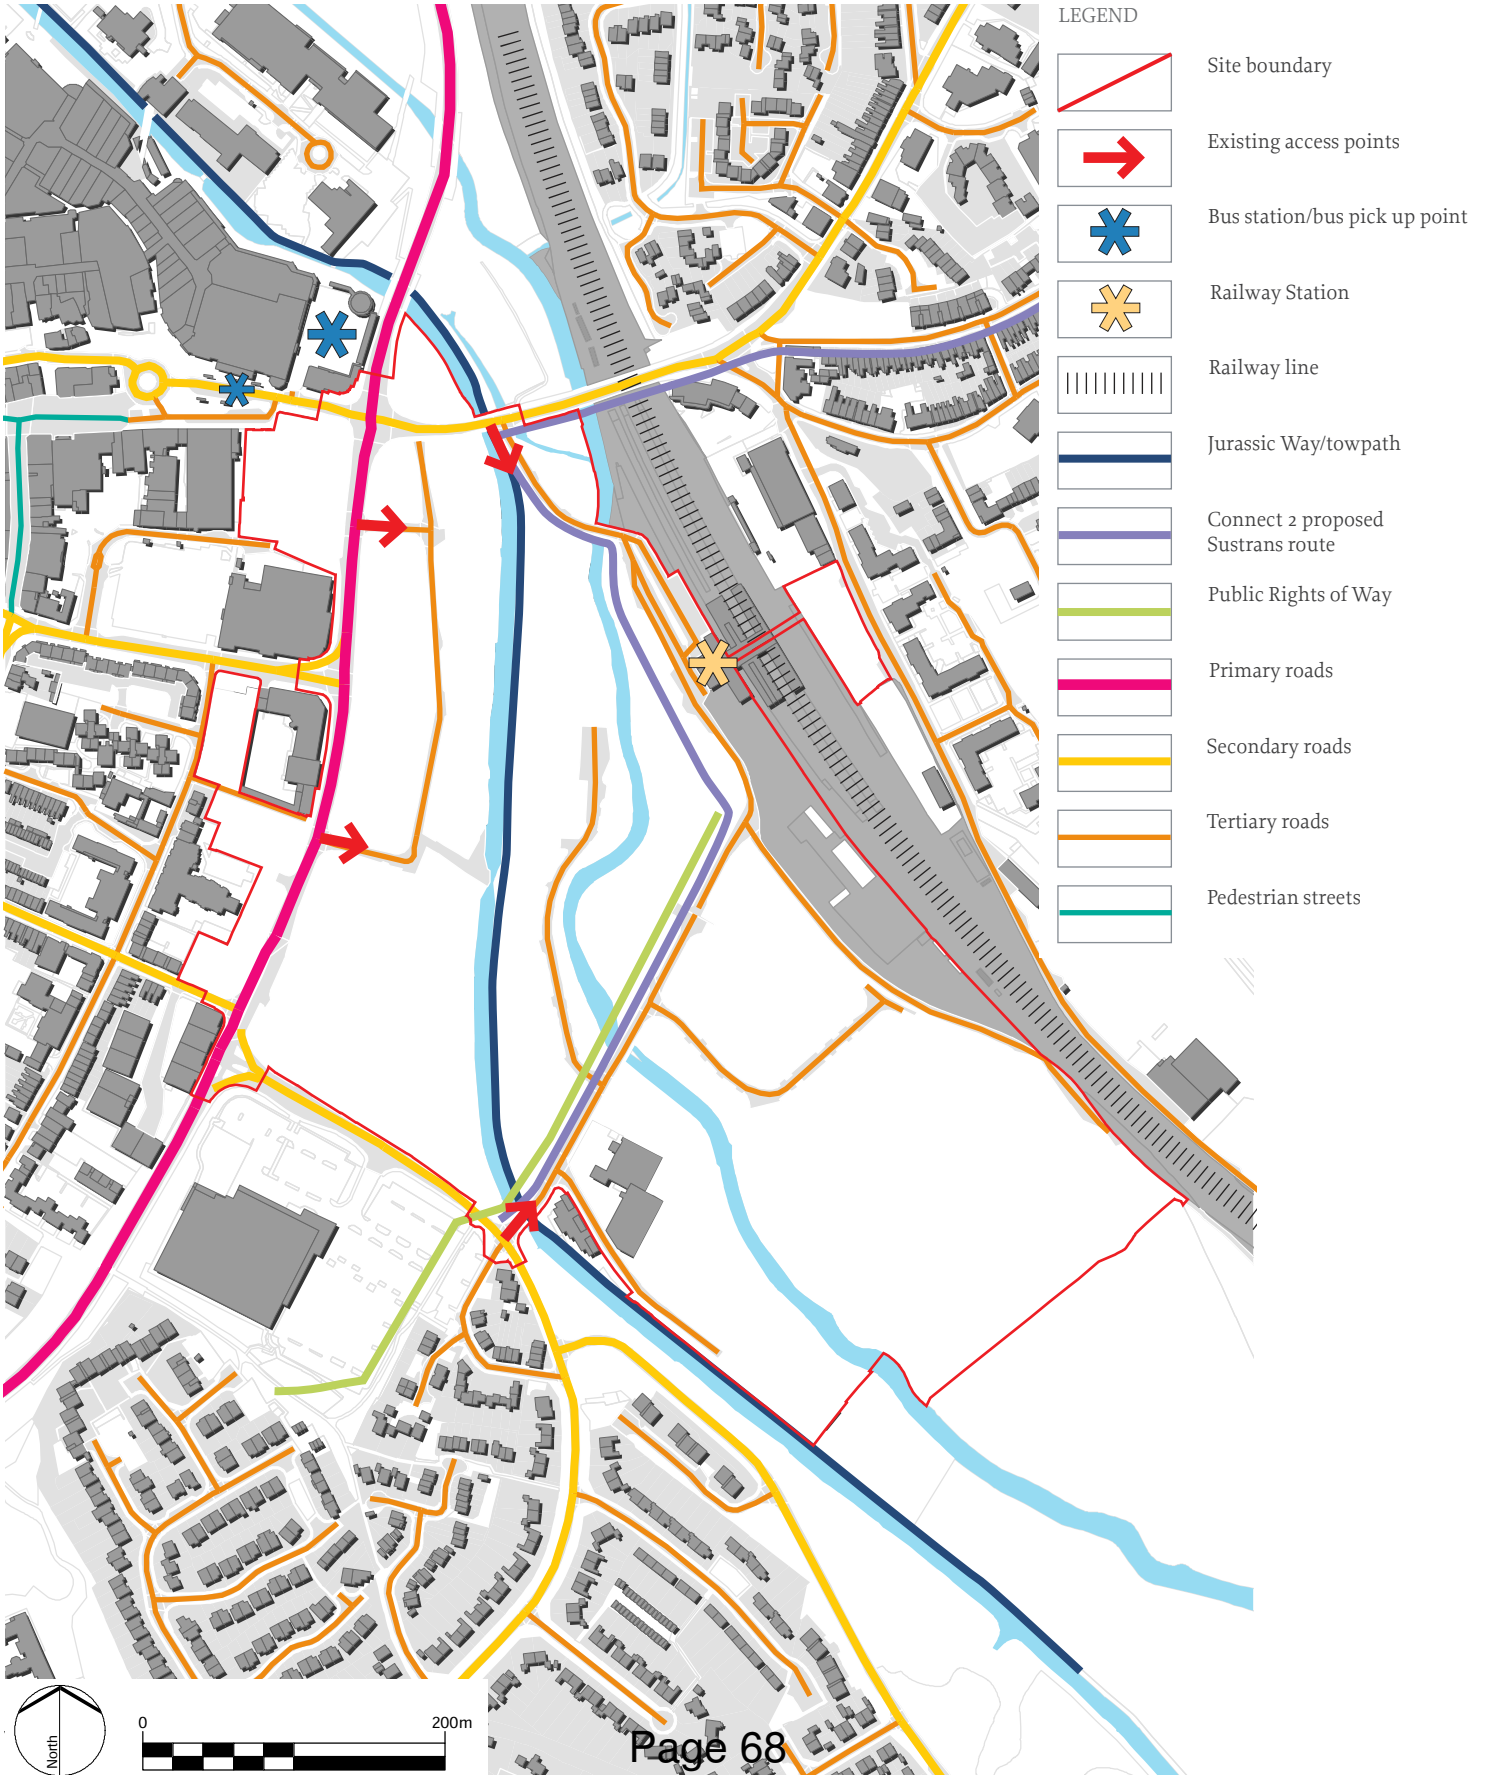 LEGEND
Site boundary
Existing access points
Bus station/bus pick up point
Railway Station
Railway line
Jurassic Way/towpath
Connect 2 proposed
Sustrans route
Public Rights of Way
Primary roads
Secondary roads
Tertiary roads
Pedestrian streets
North
0
200m
Page 68